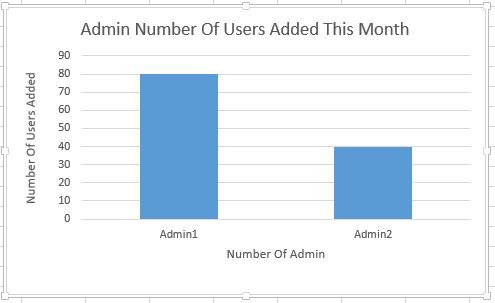 Admin Number Of Users Added This Month
Number Of Users Added
90
80
70
60
50
40
30
20
10
0
Admin1 Admin2
Number Of Admin